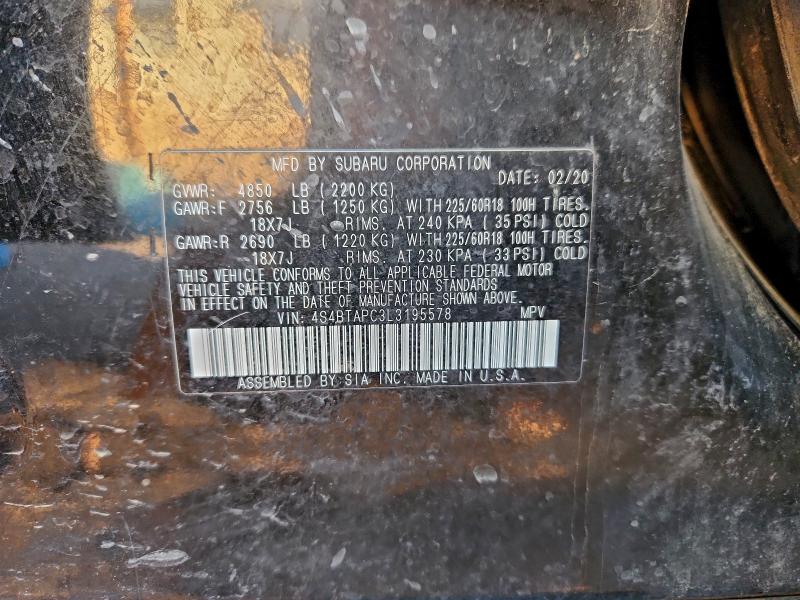 MFD BY SUBARU CORPORATION
DATE: 02/20
GVWR: 4850 LB (2200 KG)
GAWR:F 2756 LB (1250 KG) WITH 225/60R18 100H TIRES.
18X7J RIMS. AT 240 KPA (35 PSI) COLD
GAWR:R 2690 LB (1220 KG) WITH 225/60R18 100H TIRES.
18X7J RIMS. AT 230 KPA (33 PSI) COLD
THIS VEHICLE CONFORMS TO ALL APPLICABLE FEDERAL MOTOR
VEHICLE SAFETY AND THEFT PREVENTION STANDARDS
IN EFFECT ON THE DATE OF MANUFACTURE SHOWN ABOVE.
VIN: 4S4BTAPC3L3195578 MPV
ASSEMBLED BY SIA INC. MADE IN U.S.A.